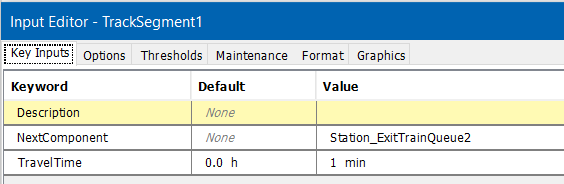 Input Editor - TrackSegment1
Key Inputs Options Thresholds Maintenance Format Graphics
Keyword Default Value
Description None
NextComponent None Station_ExitTrainQueue2
TravelTime 0.0 h 1 min